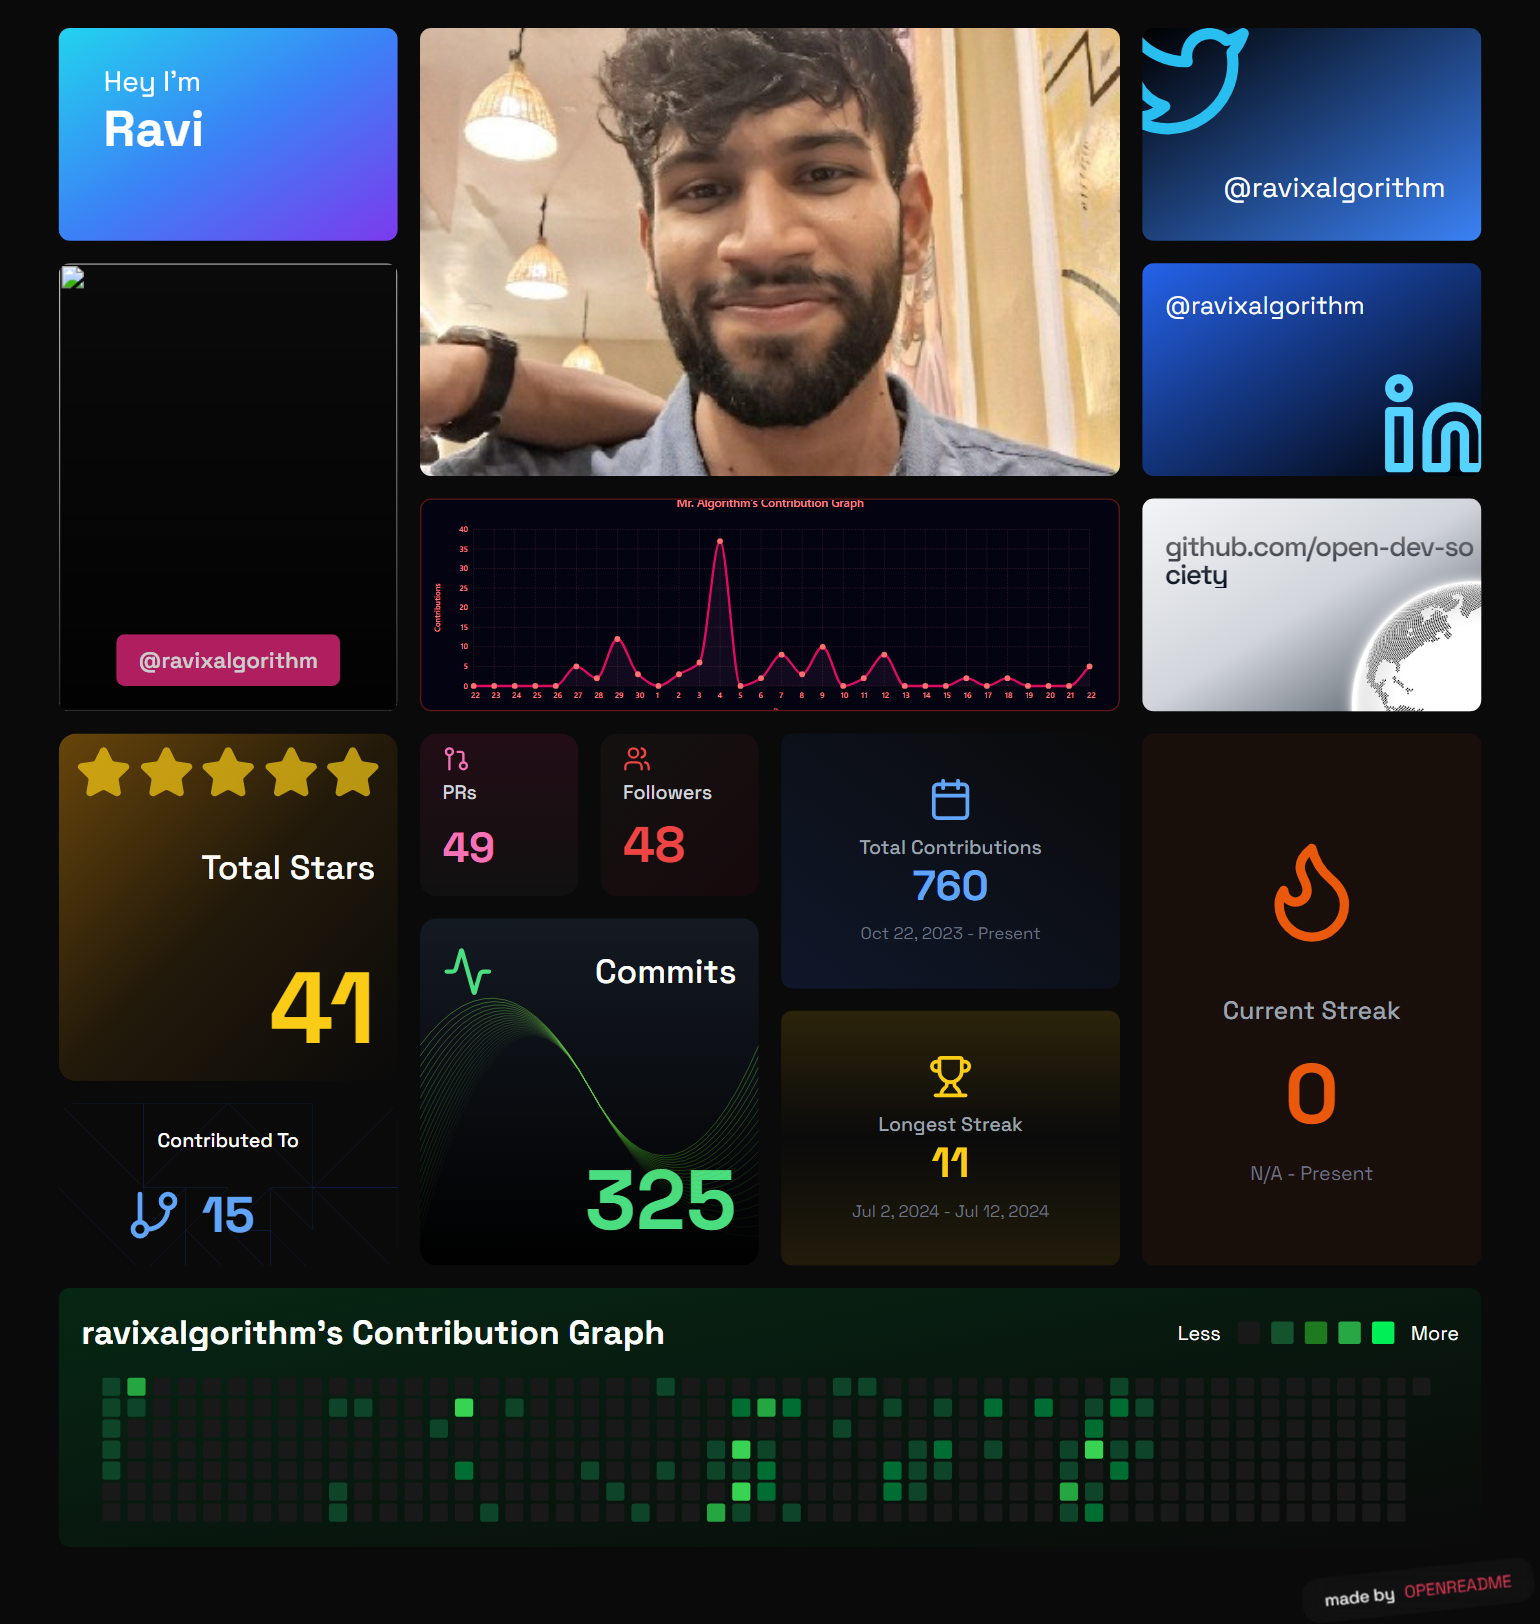 Hey I'm
Ravi
@ravixalgorithm
@ravixalgorithm
in
@ravixalgorithm
Mr. Algorithm's Contribution Graph
Contributions
40
35
30
25
20
15
10
5
0
22 23 24 25 26 27 28 29 30 1 2 3 4 5 6 7 8 9 10 11 12 13 14 15 16 17 18 19 20 21 22
github.com/open-dev-so
ciety
Total Stars
41
PRs
49
Followers
48
Total Contributions
760
Oct 22, 2023 - Present
Current Streak
0
N/A - Present
Commits
325
Longest Streak
11
Jul 2, 2024 - Jul 12, 2024
Contributed To
15
ravixalgorithm's Contribution Graph
Less
More
made by OPENREADME